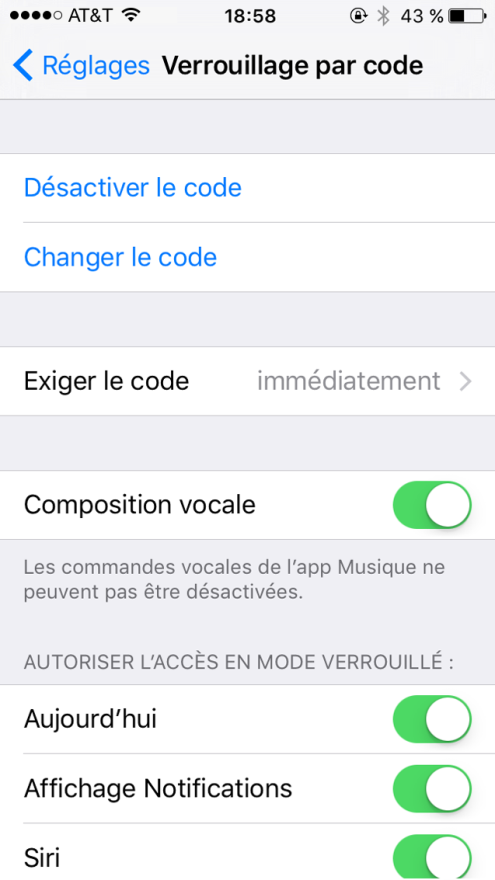 AT&T 18:58 43 %
Réglages Verrouillage par code
Désactiver le code
Changer le code
Exiger le code immédiatement
Composition vocale
Les commandes vocales de l’app Musique ne
peuvent pas être désactivées.
AUTORISER L’ACCÈS EN MODE VERROUILLÉ :
Aujourd’hui
Affichage Notifications
Siri